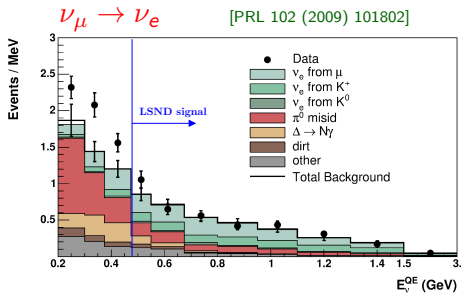 νμ → νe
[PRL 102 (2009) 101802]
Events / MeV
3
2.5
2
1.5
1
0.5
LSND signal
Data
νe from μ
νe from K+
νe from K0
π0 misid
Δ → Nγ
dirt
other
Total Background
0.2 0.4 0.6 0.8 1 1.2 1.4 1.5 3.
EνQE (GeV)